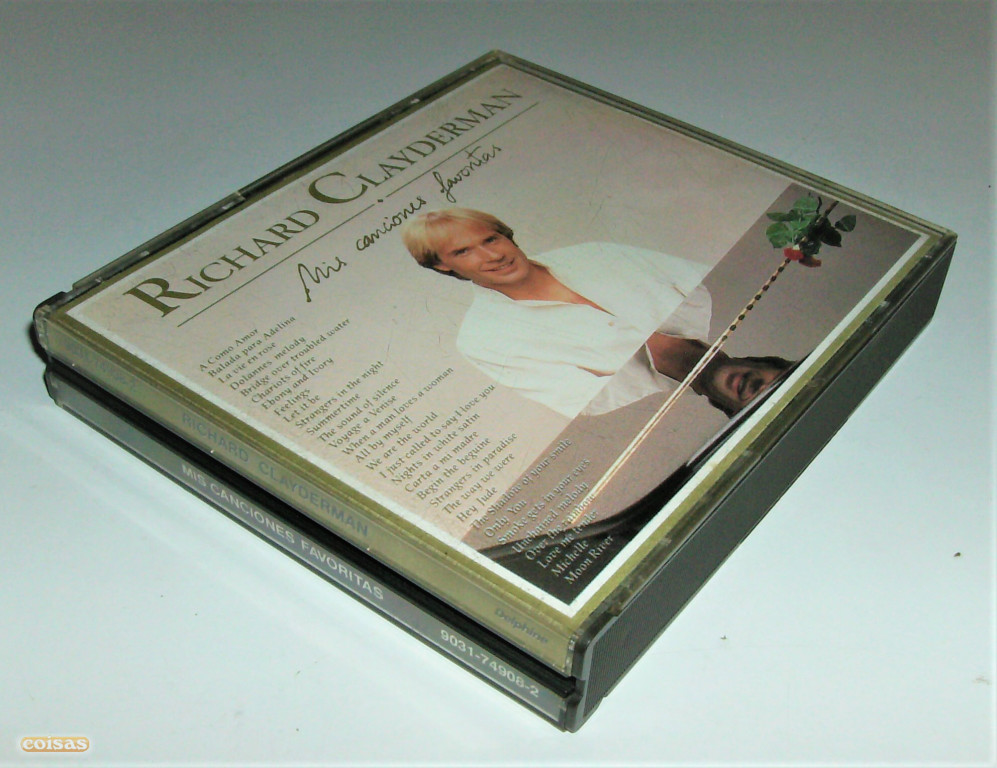 RICHARD CLAYDERMAN
Mis canciones favoritas
A Como Amor
Balada para Adelina
La vie en rose
Dolannes melody
Bridge over troubled water
Chariots of fire
Ebony and Ivory
Feelings
Let it be
Strangers in the night
Summertime
The sound of silence
Voyage a Venise
When a man loves a woman
All by myself
We are the world
I just called to say I love you
Nights in white satin
Carta a mi madre
Begin the beguine
Strangers in paradise
The way we were
Hey Jude
The Shadow of your smile
Only You
Smoke gets in your eyes
Unchained melody
Over the rainbow
Love me tender
Michelle
Moon River
RICHARD CLAYDERMAN
Delphine
MIS CANCIONES FAVORITAS
9031-74908-2
coisas